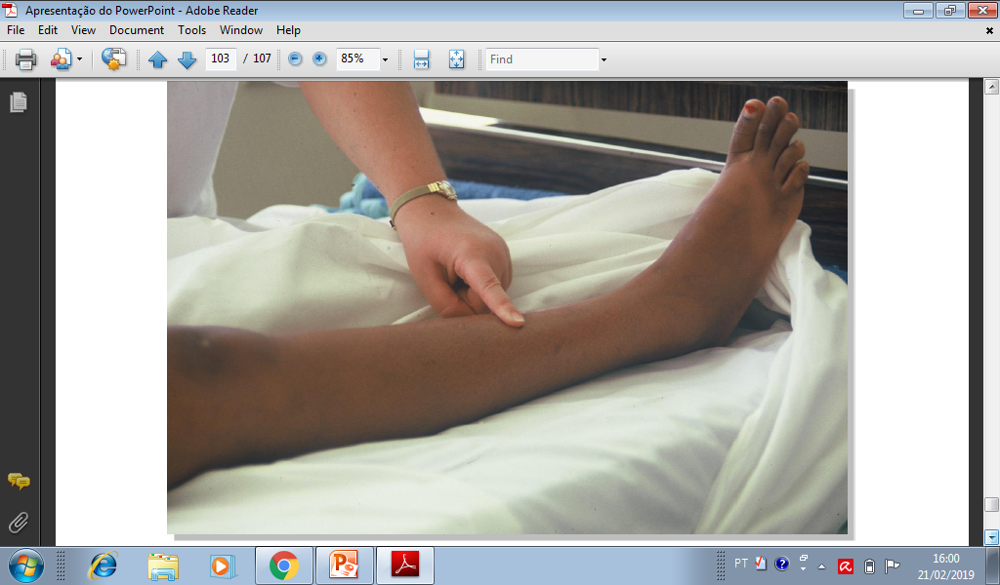 Apresentação do PowerPoint - Adobe Reader
File Edit View Document Tools Window Help
103 / 107 85% Find
PT 16:00
21/02/2019